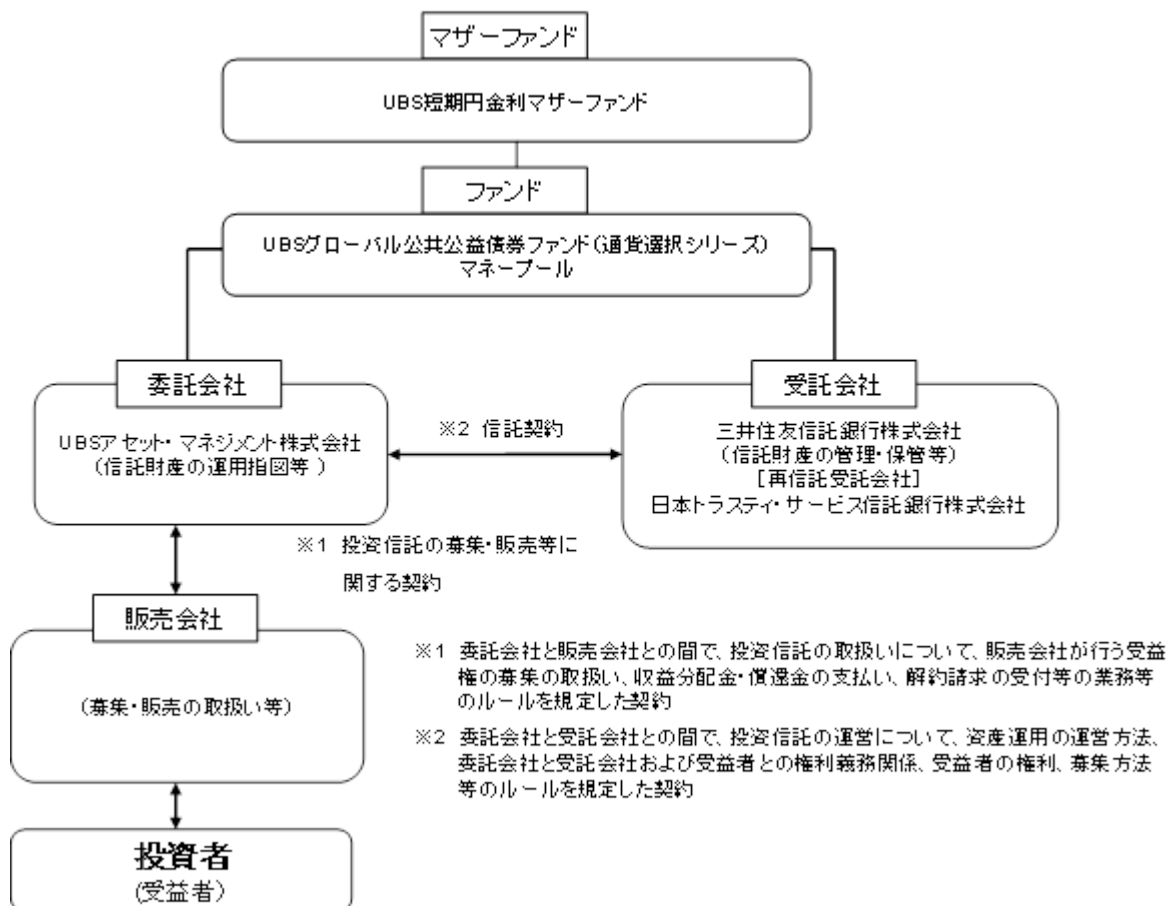 マザーファンド
UBS短期円金利マザーファンド
ファンド
UBSグローバル公共公益債券ファンド(通貨選択シリーズ)
マネープール
委託会社
UBSアセット・マネジメント株式会社
(信託財産の運用指図等 )
※2 信託契約
受託会社
三井住友信託銀行株式会社
(信託財産の管理・保管等)
[再信託受託会社]
日本トラスティ・サービス信託銀行株式会社
※1 投資信託の募集・販売等に
関する契約
販売会社
(募集・販売の取扱い等)
※1 委託会社と販売会社との間で、投資信託の取扱いについて、販売会社が行う受益
権の募集の取扱い、収益分配金・償還金の支払い、解約請求の受付等の業務等
のルールを規定した契約
※2 委託会社と受託会社との間で、投資信託の運営について、資産運用の運営方法、
委託会社と受託会社および受益者との権利義務関係、受益者の権利、募集方法
等のルールを規定した契約
投資者
(受益者)